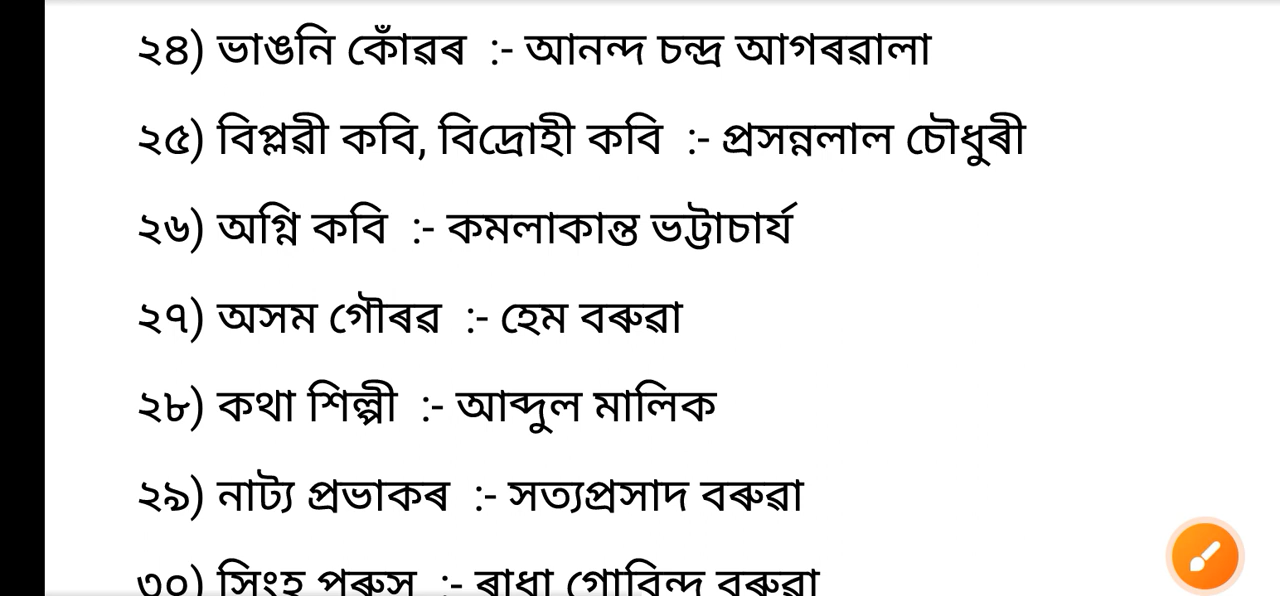 ২৪) ভাঙনি কোঁৱৰ :- আনন্দ চন্দ্ৰ আগৰৱালা
২৫) বিপ্লৱী কবি, বিদ্ৰোহী কবি :- প্ৰসন্নলাল চৌধুৰী
২৬) অগ্নি কবি :- কমলাকান্ত ভট্টাচাৰ্য
২৭) অসম গৌৰৱ :- হেম বৰুৱা
২৮) কথা শিল্পী :- আব্দুল মালিক
২৯) নাট্য প্ৰভাকৰ :- সত্যপ্ৰসাদ বৰুৱা
৩০) সিংহ পৰুস :- ৰাধা গোবিন্দ বৰুৱা